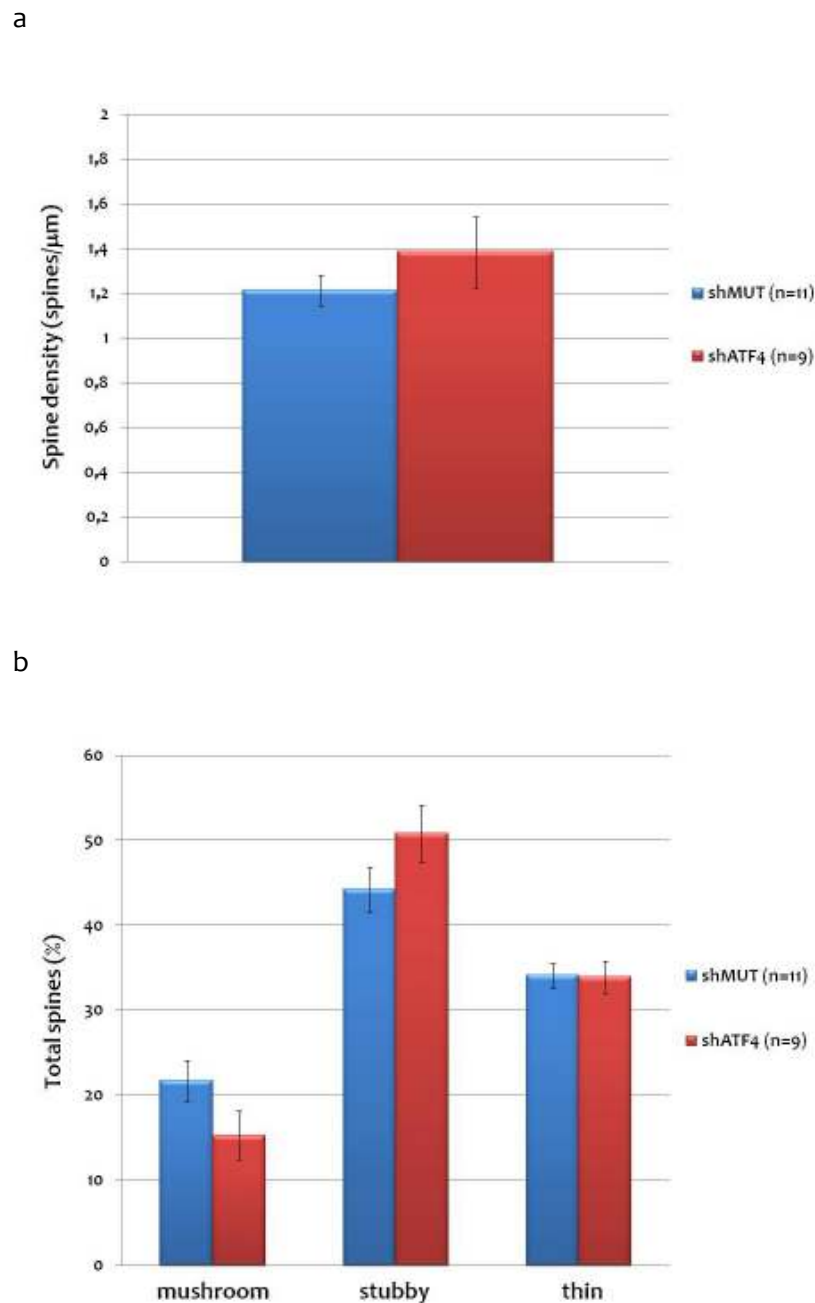 a
Spine density (spines/μm)
2
1,8
1,6
1,4
1,2
1
0,8
0,6
0,4
0,2
0
shMUT (n=11)
shATF4 (n=9)
b
Total spines (%)
60
50
40
30
20
10
0
mushroom stubby thin
shMUT (n=11)
shATF4 (n=9)